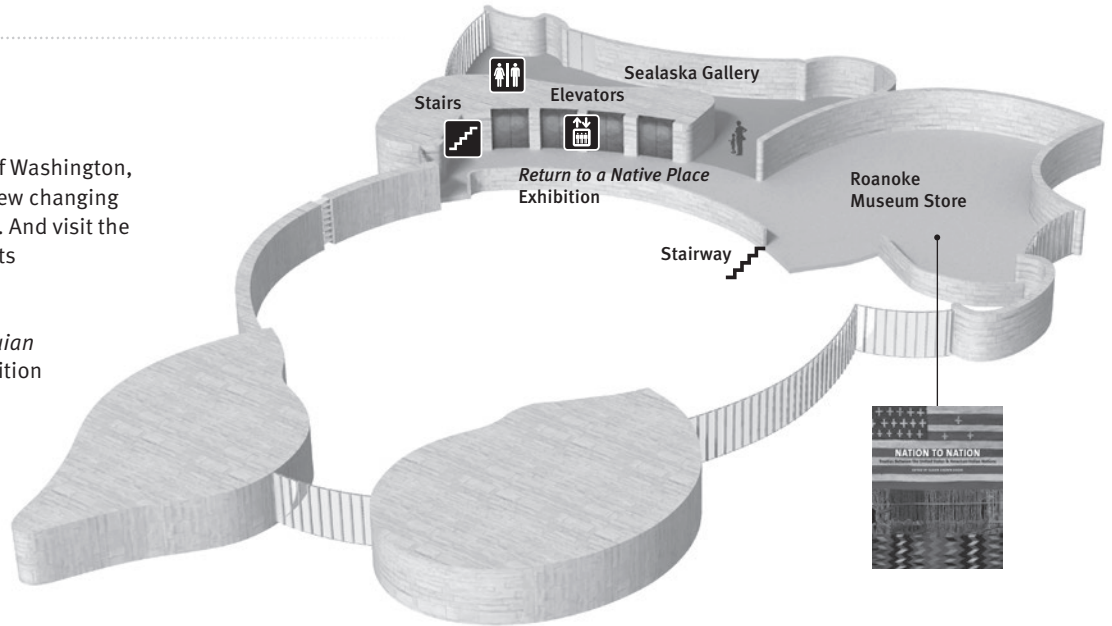 f Washington,
ew changing
. And visit the
ts
uian
ition
Sealaska Gallery
Stairs
Elevators
Return to a Native Place
Exhibition
Roanoke
Museum Store
Stairway
NATION TO NATION